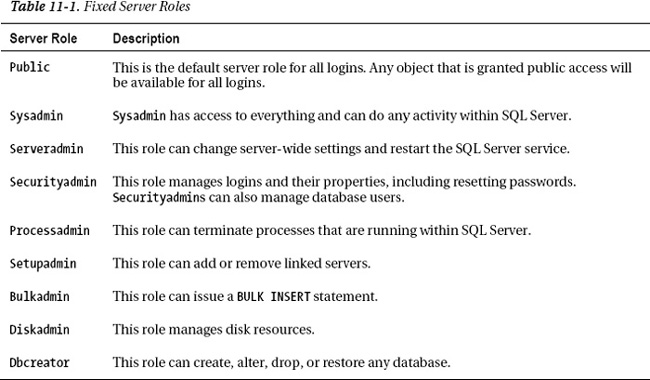 Table 11-1. Fixed Server Roles
Server Role Description
Public This is the default server role for all logins. Any object that is granted public access will
be available for all logins.
Sysadmin Sysadmin has access to everything and can do any activity within SQL Server.
Serveradmin This role can change server-wide settings and restart the SQL Server service.
Securityadmin This role manages logins and their properties, including resetting passwords.
Securityadmins can also manage database users.
Processadmin This role can terminate processes that are running within SQL Server.
Setupadmin This role can add or remove linked servers.
Bulkadmin This role can issue a BULK INSERT statement.
Diskadmin This role manages disk resources.
Dbcreator This role can create, alter, drop, or restore any database.